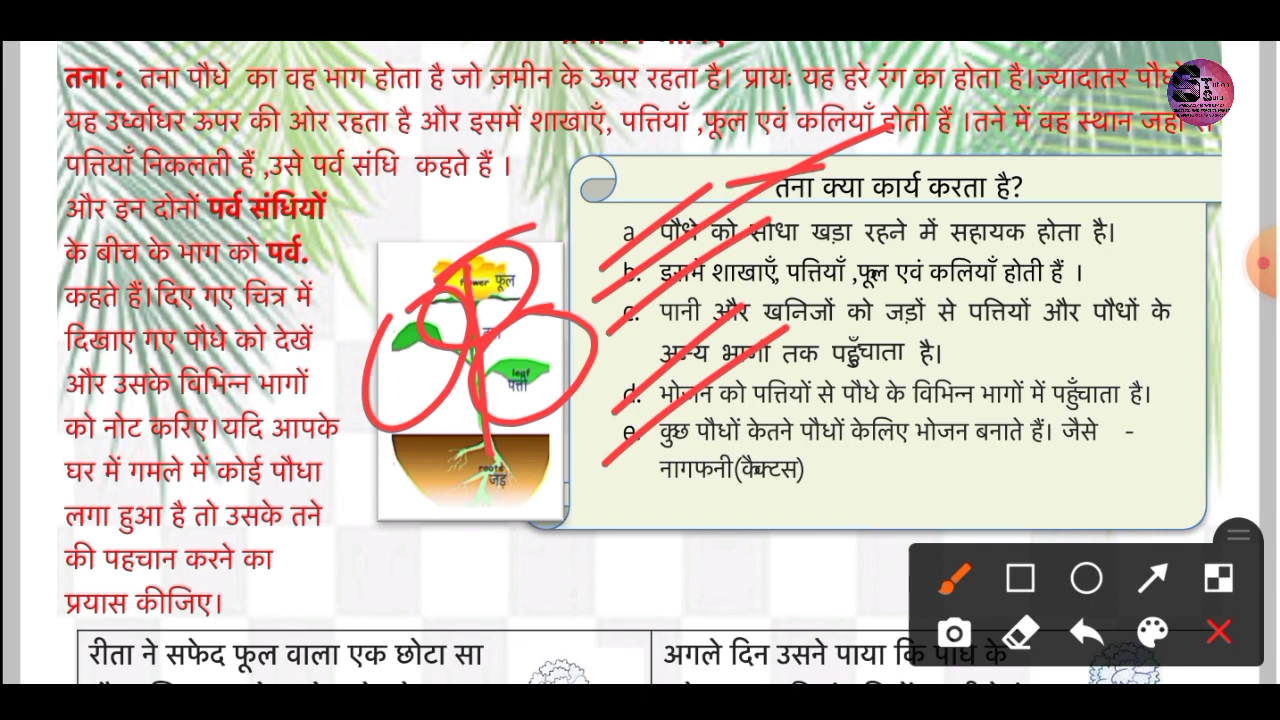 तना : तना पौधे का वह भाग होता है जो ज़मीन के ऊपर रहता है। प्रायः यह हरे रंग का होता है।ज़्यादातर
यह उर्ध्वाधर ऊपर की ओर रहता है और इसमें शाखाएँ, पत्तियाँ ,फूल एवं कलियाँ होती हैं ।तने में वह स्थान जहाँ से
पत्तियाँ निकलती हैं ,उसे पर्व संधि कहते हैं ।
और इन दोनों पर्व संधियों
के बीच के भाग को पर्व.
कहते हैं।दिए गए चित्र में
दिखाए गए पौधे को देखें
और उसके विभिन्न भागों
को नोट करिए।यदि आपके
घर में गमले में कोई पौधा
लगा हुआ है तो उसके तने
की पहचान करने का
प्रयास कीजिए।
flower फूल
leaf
पत्ती
roots
जड़
तना क्या कार्य करता है?
a. पौधे को सीधा खड़ा रहने में सहायक होता है।
b. इसमें शाखाएँ, पत्तियाँ ,फूल एवं कलियाँ होती हैं ।
c. पानी और खनिजों को जड़ों से पत्तियों और पौधों के
अन्य भागों तक पहुँचाता है।
d. भोजन को पत्तियों से पौधे के विभिन्न भागों में पहुँचाता है।
e. कुछ पौधों केतने पौधों केलिए भोजन बनाते हैं। जैसे -
नागफनी(कैक्टस)
रीता ने सफेद फूल वाला एक छोटा सा
अगले दिन उसने पाया कि पौधे के